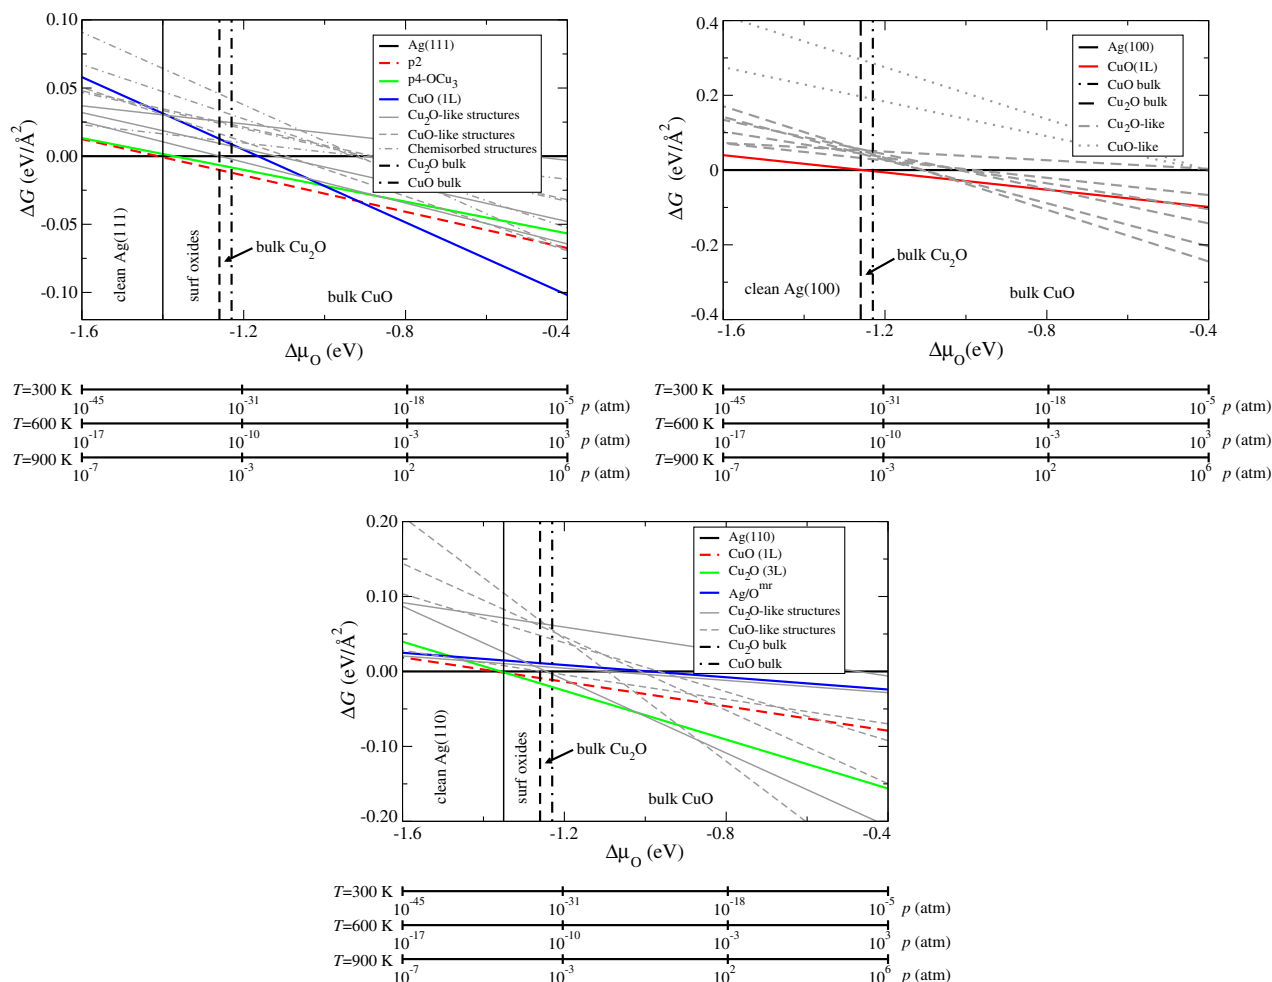 0.10
0.05
0.00
-0.05
-0.10
ΔG (eV/Å²)
Ag(111)
p2
p4-OCu₃
CuO (1L)
Cu₂O-like structures
CuO-like structures
Chemisorbed structures
Cu₂O bulk
CuO bulk
clean Ag(111)
surf oxides
bulk Cu₂O
bulk CuO
-1.6 -1.2 -0.8 -0.4
Δμ_O (eV)
T=300 K
10⁻⁴⁵ 10⁻³¹ 10⁻¹⁸ 10⁻⁵ p (atm)
T=600 K
10⁻¹⁷ 10⁻¹⁰ 10⁻³ 10³ p (atm)
T=900 K
10⁻⁷ 10⁻³ 10² 10⁶ p (atm)
0.4
0.2
0
-0.2
-0.4
ΔG (eV/Å²)
Ag(100)
CuO(1L)
CuO bulk
Cu₂O bulk
Cu₂O-like
CuO-like
bulk Cu₂O
clean Ag(100)
bulk CuO
-1.6 -1.2 -0.8 -0.4
Δμ_O(eV)
T=300 K
10⁻⁴⁵ 10⁻³¹ 10⁻¹⁸ 10⁻⁵ p (atm)
T=600 K
10⁻¹⁷ 10⁻¹⁰ 10⁻³ 10³ p (atm)
T=900 K
10⁻⁷ 10⁻³ 10² 10⁶ p (atm)
0.20
0.10
0.00
-0.10
-0.20
ΔG (eV/Å²)
Ag(110)
CuO (1L)
Cu₂O (3L)
Ag/O^mr
Cu₂O-like structures
CuO-like structures
Cu₂O bulk
CuO bulk
clean Ag(110)
surf oxides
bulk Cu₂O
bulk CuO
-1.6 -1.2 -0.8 -0.4
Δμ_O (eV)
T=300 K
10⁻⁴⁵ 10⁻³¹ 10⁻¹⁸ 10⁻⁵ p (atm)
T=600 K
10⁻¹⁷ 10⁻¹⁰ 10⁻³ 10³ p (atm)
T=900 K
10⁻⁷ 10⁻³ 10² 10⁶ p (atm)